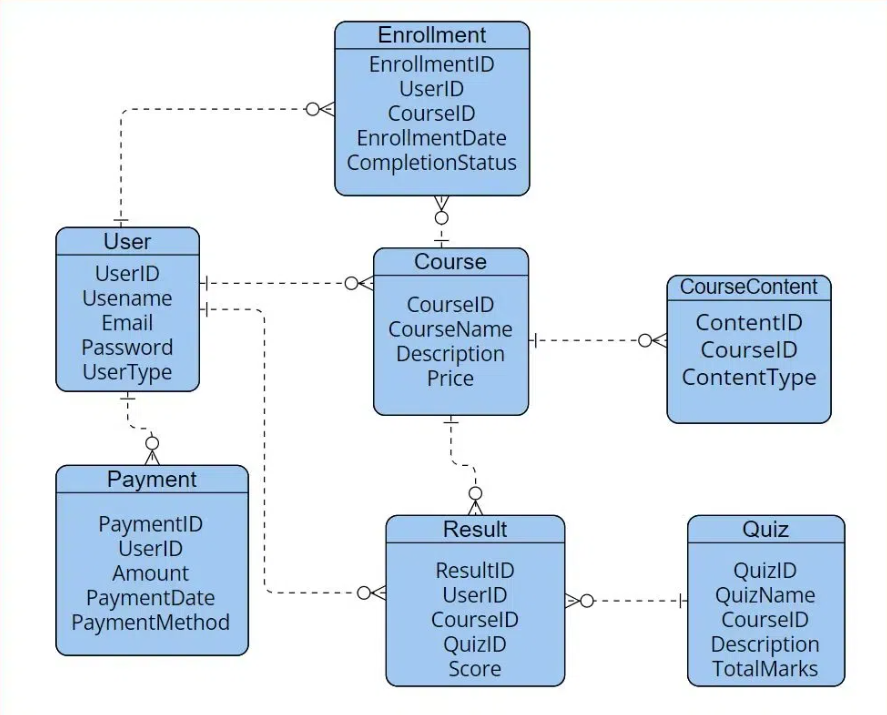 Enrollment
EnrollmentID
UserID
CourseID
EnrollmentDate
CompletionStatus
User
UserID
Usename
Email
Password
UserType
Course
CourseID
CourseName
Description
Price
CourseContent
ContentID
CourseID
ContentType
Payment
PaymentID
UserID
Amount
PaymentDate
PaymentMethod
Result
ResultID
UserID
CourseID
QuizID
Score
Quiz
QuizID
QuizName
CourseID
Description
TotalMarks